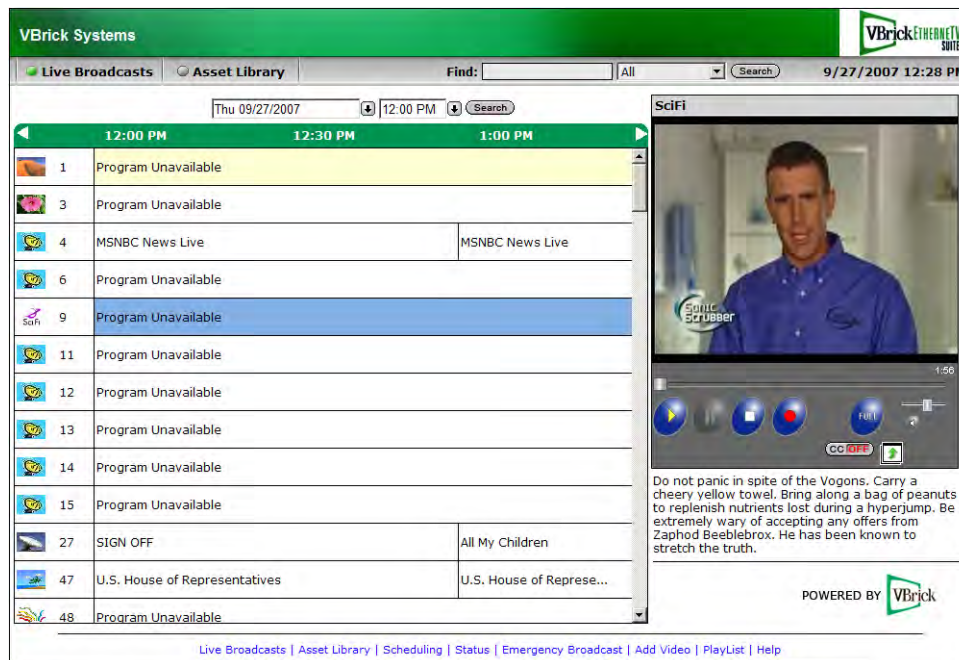 VBrick Systems
VBrick ETHERNETV
SUITE
Live Broadcasts
Asset Library
Find:
All
Search
9/27/2007 12:28 PM
Thu 09/27/2007
12:00 PM
Search
12:00 PM 12:30 PM 1:00 PM
1 Program Unavailable
3 Program Unavailable
4 MSNBC News Live MSNBC News Live
6 Program Unavailable
SciFi 9 Program Unavailable
11 Program Unavailable
12 Program Unavailable
13 Program Unavailable
14 Program Unavailable
15 Program Unavailable
27 SIGN OFF All My Children
47 U.S. House of Representatives U.S. House of Represe...
48 Program Unavailable
SciFi
Sonic
Scrubber
1:56
FULL
CC OFF
Do not panic in spite of the Vogons. Carry a
cheery yellow towel. Bring along a bag of peanuts
to replenish nutrients lost during a hyperjump. Be
extremely wary of accepting any offers from
Zaphod Beeblebrox. He has been known to
stretch the truth.
POWERED BY VBrick
Live Broadcasts | Asset Library | Scheduling | Status | Emergency Broadcast | Add Video | PlayList | Help